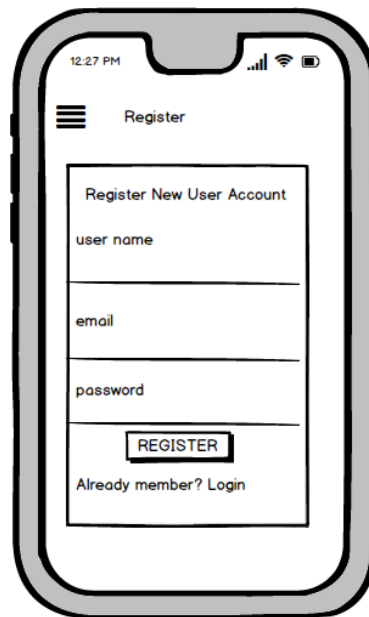 12:27 PM
Register
Register New User Account
user name
email
password
REGISTER
Already member? Login